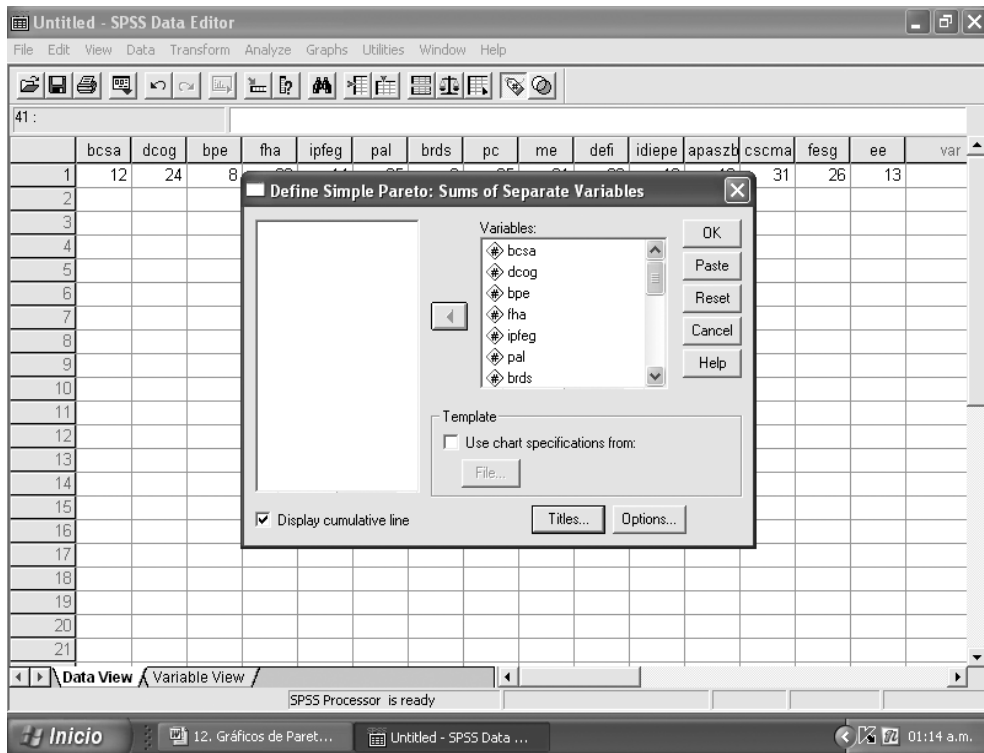 Untitled - SPSS Data Editor
File Edit View Data Transform Analyze Graphs Utilities Window Help
41 :
bcsa dcog bpe fha ipfeg pal brds pc me defi idiepe apaszb cscma fesg ee var
1 12 24 8 31 26 13
Define Simple Pareto: Sums of Separate Variables
Variables:
bcsa
dcog
bpe
fha
ipfeg
pal
brds
OK
Paste
Reset
Cancel
Help
Template
Use chart specifications from:
File...
Display cumulative line
Titles... Options...
2
3
4
5
6
7
8
9
10
11
12
13
14
15
16
17
18
19
20
21
Data View Variable View
SPSS Processor is ready
Inicio 12. Gráficos de Paret... Untitled - SPSS Data ... 01:14 a.m.